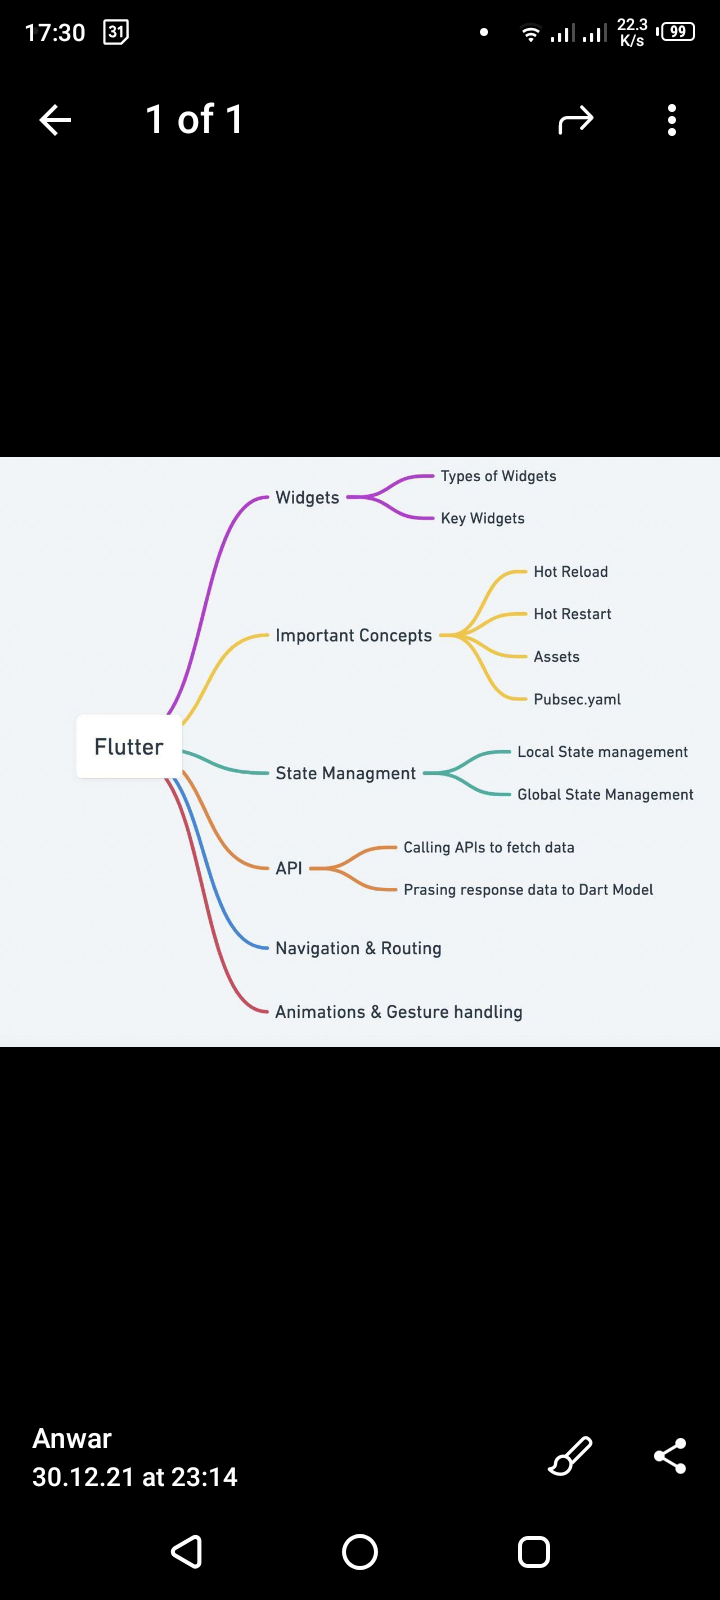 17:30 31 22.3 K/s 99
1 of 1
Types of Widgets
Widgets
Key Widgets
Hot Reload
Hot Restart
Important Concepts
Assets
Pubsec.yaml
Flutter
Local State management
State Managment
Global State Management
Calling APIs to fetch data
API
Prasing response data to Dart Model
Navigation & Routing
Animations & Gesture handling
Anwar
30.12.21 at 23:14